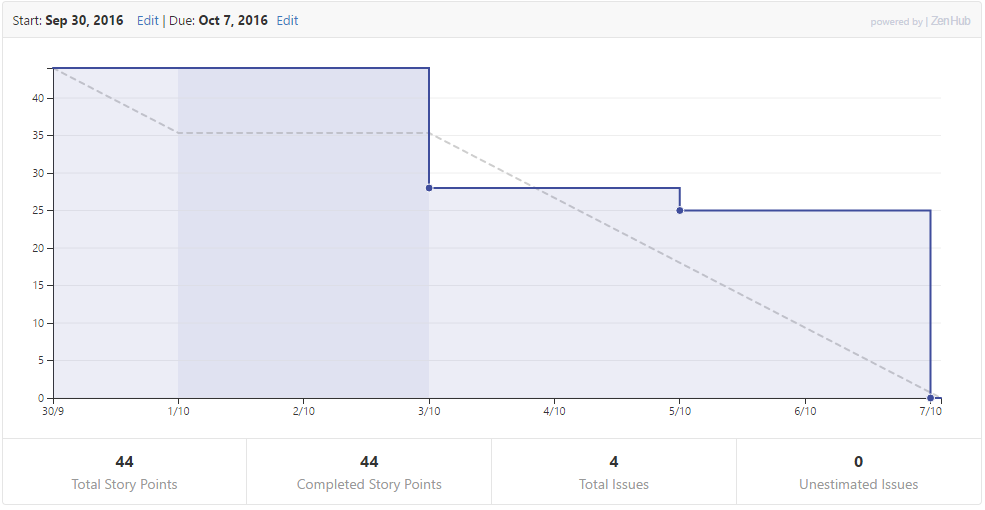 Start: Sep 30, 2016 Edit | Due: Oct 7, 2016 Edit powered by | ZenHub
40
35
30
25
20
15
10
5
0
30/9 1/10 2/10 3/10 4/10 5/10 6/10 7/10
44 44 4 0
Total Story Points Completed Story Points Total Issues Unestimated Issues